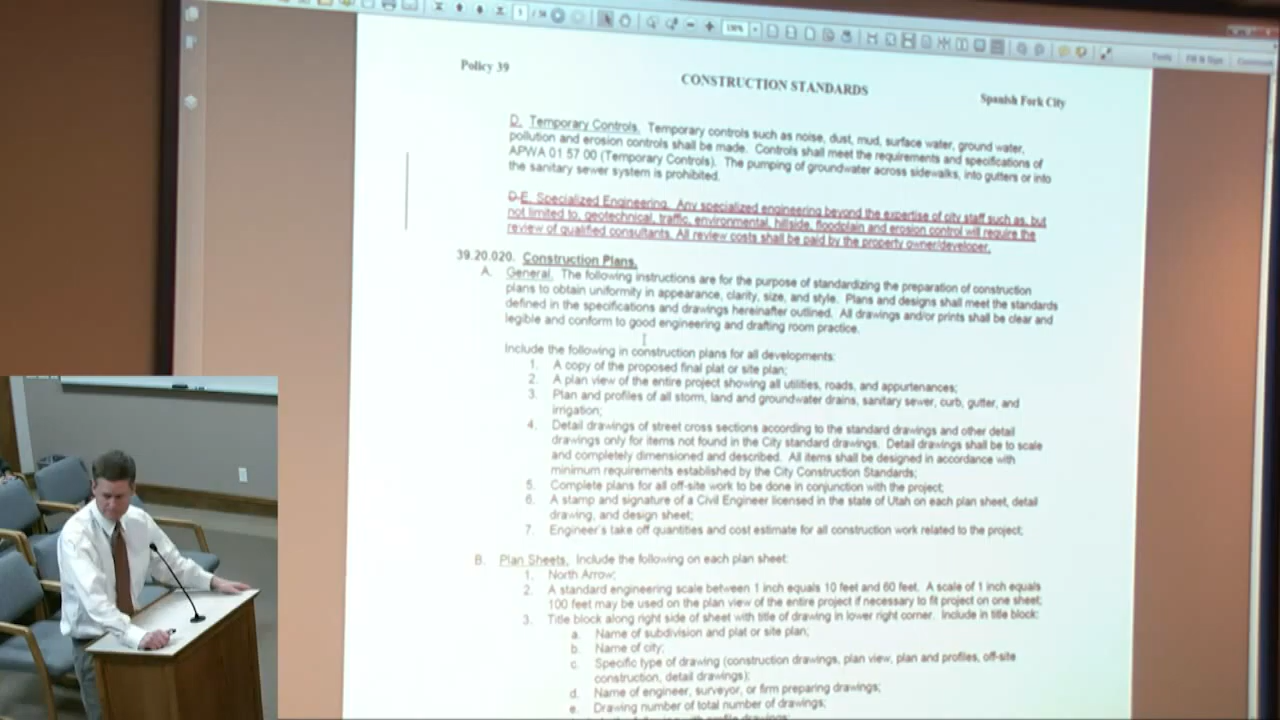 130%
Tools
Fill & Sign
Comment
Policy 39
CONSTRUCTION STANDARDS
Spanish Fork City
D. Temporary Controls. Temporary controls such as noise, dust, mud, surface water, ground water,
pollution and erosion controls shall be made. Controls shall meet the requirements and specifications of
APWA 01 57 00 (Temporary Controls). The pumping of groundwater across sidewalks, into gutters or into
the sanitary sewer system is prohibited.
D.E. Specialized Engineering. Any specialized engineering beyond the expertise of city staff such as, but
not limited to, geotechnical, traffic, environmental, hillside, floodplain and erosion control will require the
review of qualified consultants. All review costs shall be paid by the property owner/developer.
39.20.020. Construction Plans.
A. General. The following instructions are for the purpose of standardizing the preparation of construction
plans to obtain uniformity in appearance, clarity, size, and style. Plans and designs shall meet the standards
defined in the specifications and drawings hereinafter outlined. All drawings and/or prints shall be clear and
legible and conform to good engineering and drafting room practice.
Include the following in construction plans for all developments:
1. A copy of the proposed final plat or site plan;
2. A plan view of the entire project showing all utilities, roads, and appurtenances;
3. Plan and profiles of all storm, land and groundwater drains, sanitary sewer, curb, gutter, and
irrigation;
4. Detail drawings of street cross sections according to the standard drawings and other detail
drawings only for items not found in the City standard drawings. Detail drawings shall be to scale
and completely dimensioned and described. All items shall be designed in accordance with
minimum requirements established by the City Construction Standards;
5. Complete plans for all off-site work to be done in conjunction with the project;
6. A stamp and signature of a Civil Engineer licensed in the state of Utah on each plan sheet, detail
drawing, and design sheet;
7. Engineer's take off quantities and cost estimate for all construction work related to the project;
B. Plan Sheets. Include the following on each plan sheet:
1. North Arrow;
2. A standard engineering scale between 1 inch equals 10 feet and 60 feet. A scale of 1 inch equals
100 feet may be used on the plan view of the entire project if necessary to fit project on one sheet;
3. Title block along right side of sheet with title of drawing in lower right corner. Include in title block:
a. Name of subdivision and plat or site plan;
b. Name of city;
c. Specific type of drawing (construction drawings, plan view, plan and profiles, off-site
construction, detail drawings);
d. Name of engineer, surveyor, or firm preparing drawings;
e. Drawing number of total number of drawings;